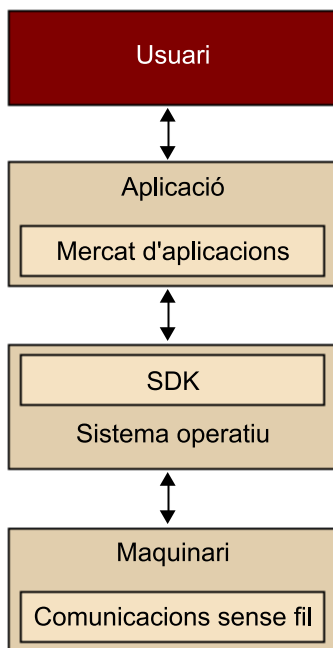 Usuari
Aplicació
Mercat d'aplicacions
SDK
Sistema operatiu
Maquinari
Comunicacions sense fil